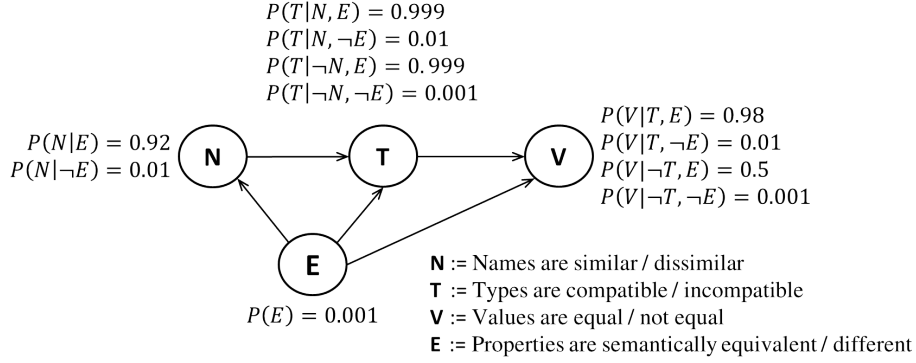 P(T|N, E) = 0.999
P(T|N, ¬E) = 0.01
P(T|¬N, E) = 0.999
P(T|¬N, ¬E) = 0.001
P(V|T, E) = 0.98
P(V|T, ¬E) = 0.01
P(V|¬T, E) = 0.5
P(V|¬T, ¬E) = 0.001
P(N|E) = 0.92
P(N|¬E) = 0.01
N
T
V
E
P(E) = 0.001
N := Names are similar / dissimilar
T := Types are compatible / incompatible
V := Values are equal / not equal
E := Properties are semantically equivalent / different